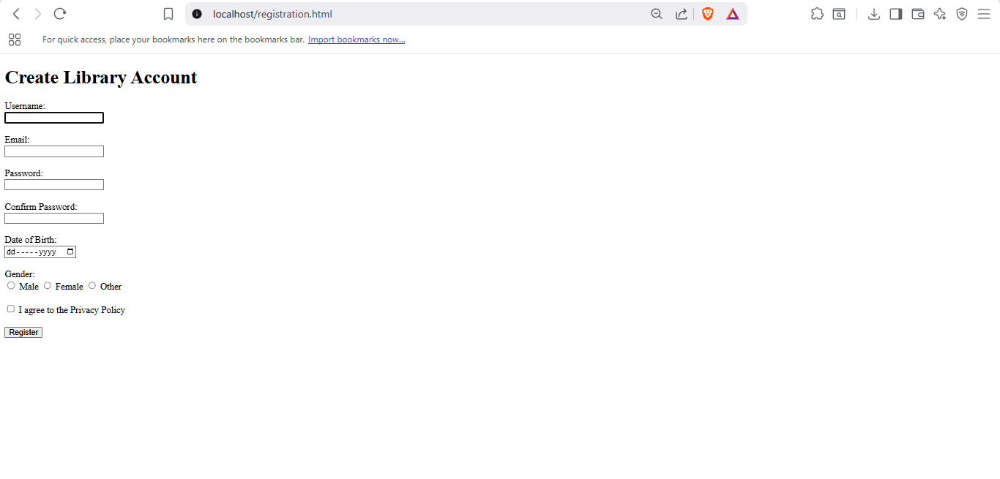 localhost/registration.html
For quick access, place your bookmarks here on the bookmarks bar. Import bookmarks now...
Create Library Account
Username:
Email:
Password:
Confirm Password:
Date of Birth:
dd-----yyyy
Gender:
Male Female Other
I agree to the Privacy Policy
Register